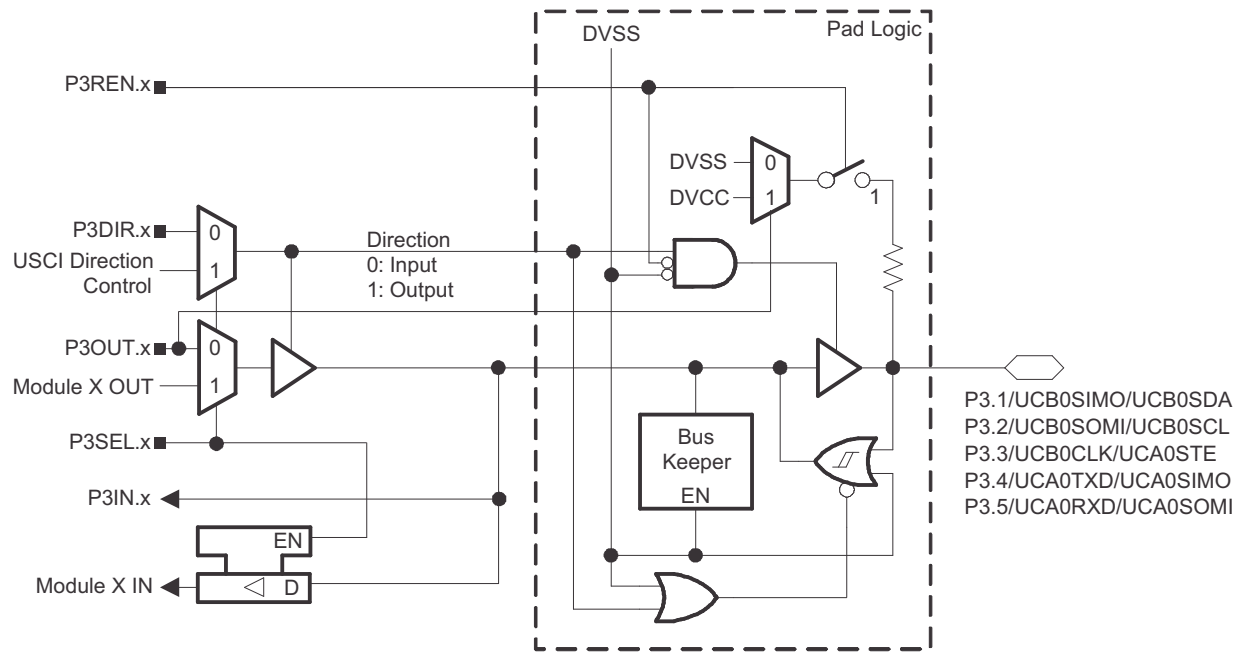 Pad Logic
DVSS
P3REN.x
DVSS
0
DVCC
1
1
P3DIR.x
0
USCI Direction
Control
1
Direction
0: Input
1: Output
P3OUT.x
0
Module X OUT
1
P3SEL.x
Bus
Keeper
EN
P3.1/UCB0SIMO/UCB0SDA
P3.2/UCB0SOMI/UCB0SCL
P3.3/UCB0CLK/UCA0STE
P3.4/UCA0TXD/UCA0SIMO
P3.5/UCA0RXD/UCA0SOMI
P3IN.x
EN
Module X IN
D